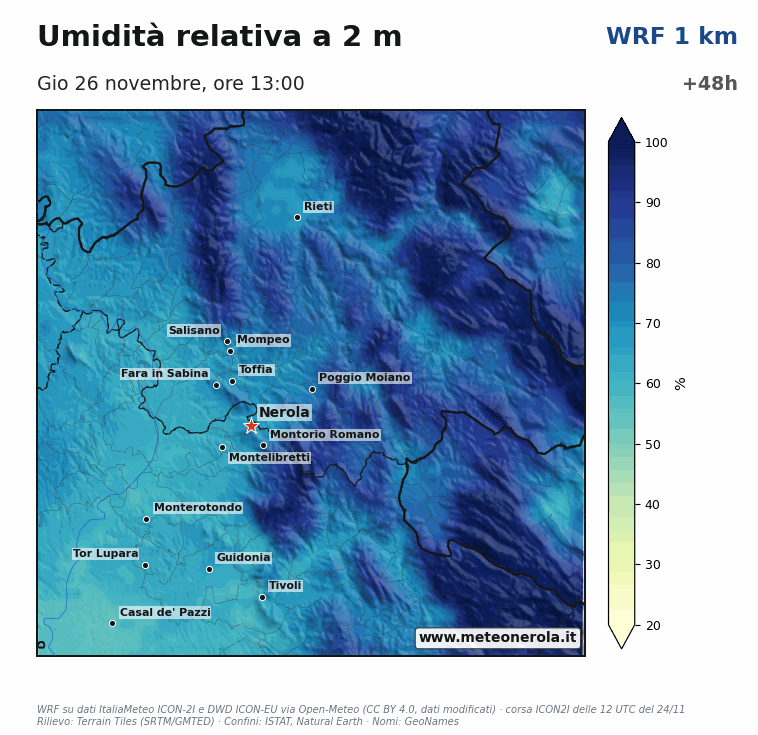 Umidità relativa a 2 m
WRF 1 km
Gio 26 novembre, ore 13:00
+48h
Rieti
Salisano
Mompeo
Fara in Sabina
Toffia
Poggio Moiano
Nerola
Montorio Romano
Montelibretti
Monterotondo
Tor Lupara
Guidonia
Tivoli
Casal de' Pazzi
www.meteonerola.it
100
90
80
70
60
50
40
30
20
%
WRF su dati ItaliaMeteo ICON-2I e DWD ICON-EU via Open-Meteo (CC BY 4.0, dati modificati) · corsa ICON2I delle 12 UTC del 24/11
Rilievo: Terrain Tiles (SRTM/GMTED) · Confini: ISTAT, Natural Earth · Nomi: GeoNames